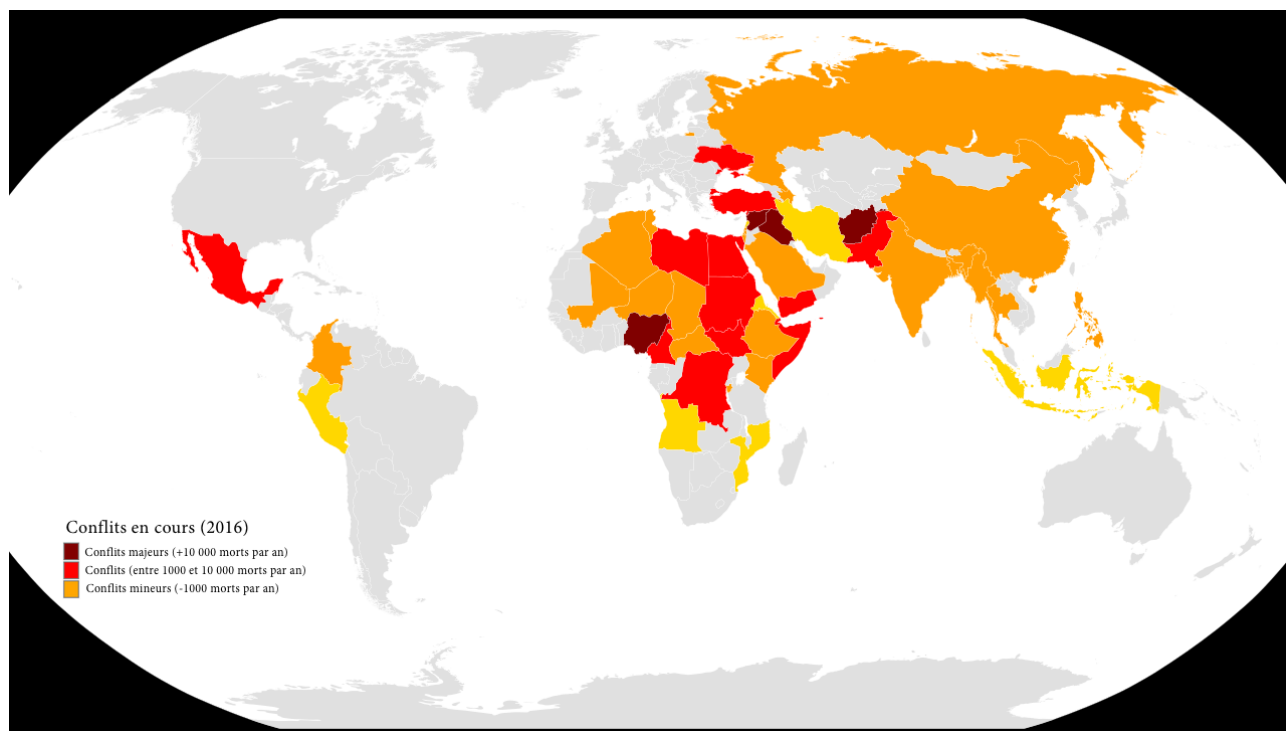 Conflits en cours (2016)
Conflits majeurs (+10 000 morts par an)
Conflits (entre 1000 et 10 000 morts par an)
Conflits mineurs (-1000 morts par an)